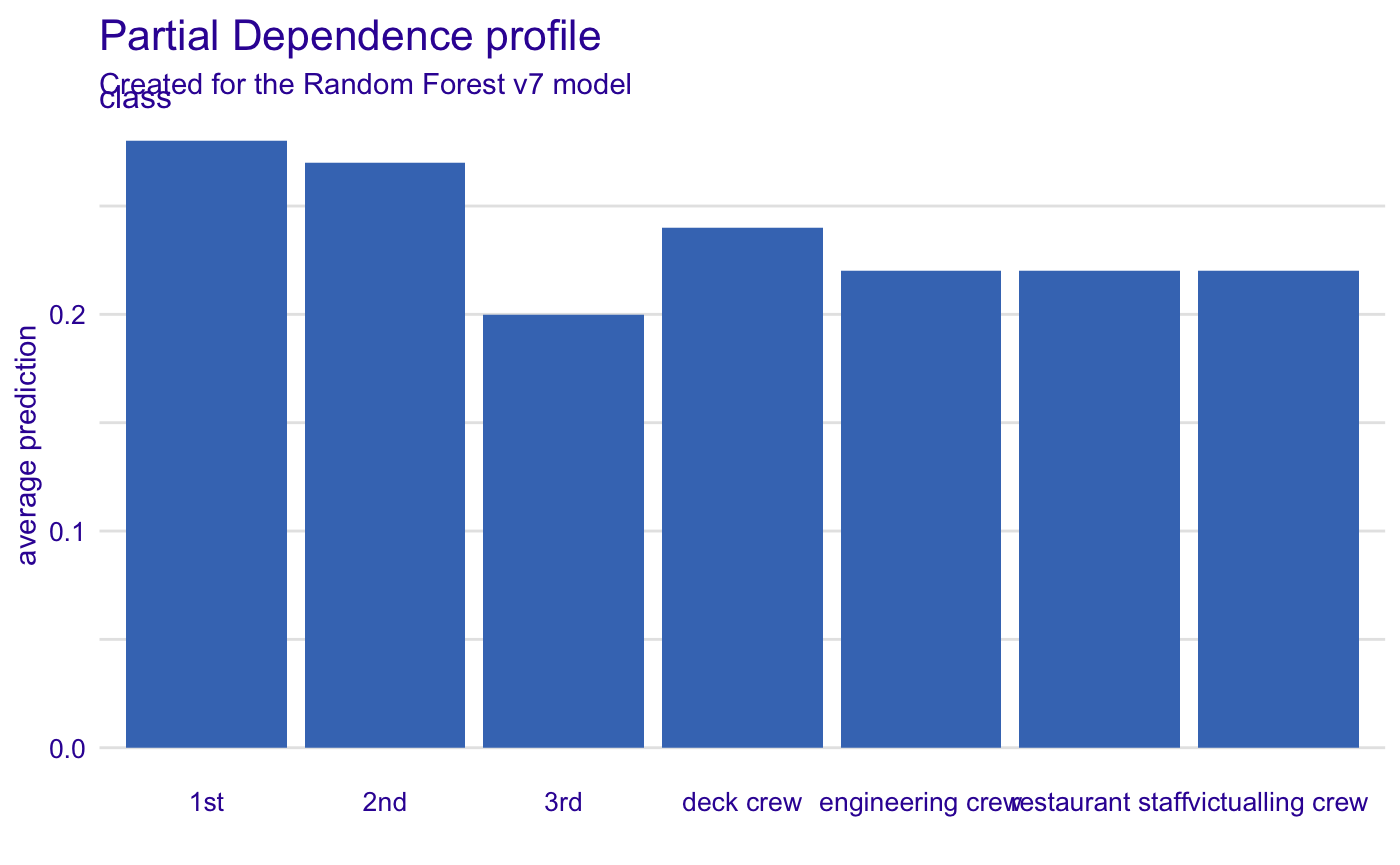 Partial Dependence profile
Created for the Random Forest v7 model
class
average prediction
0.2
0.1
0.0
1st 2nd 3rd deck crew engineering crew restaurant staff victualling crew